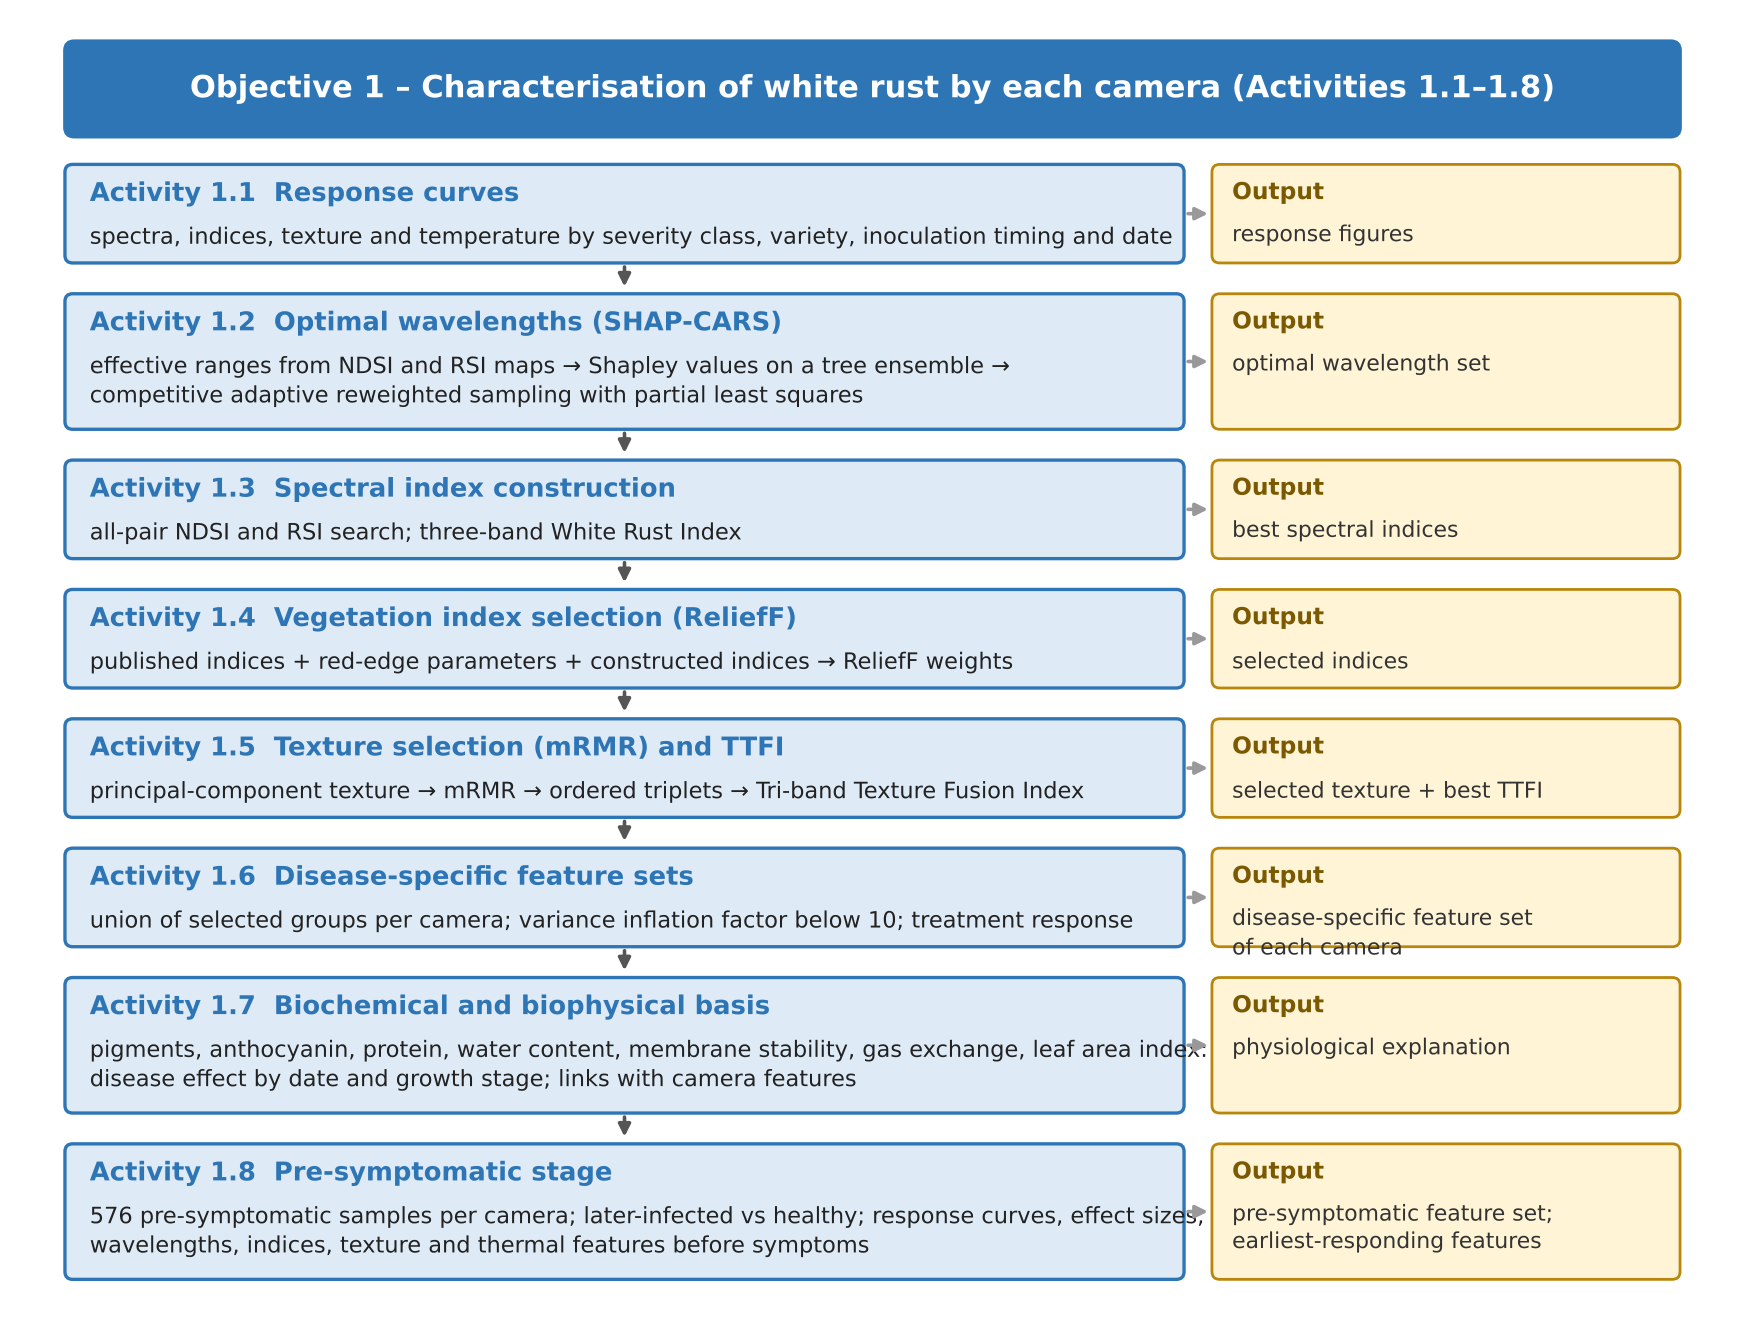 Objective 1 – Characterisation of white rust by each camera (Activities 1.1–1.8)
Activity 1.1  Response curves
spectra, indices, texture and temperature by severity class, variety, inoculation timing and date
Output
response figures
Activity 1.2  Optimal wavelengths (SHAP-CARS)
effective ranges from NDSI and RSI maps → Shapley values on a tree ensemble →
competitive adaptive reweighted sampling with partial least squares
Output
optimal wavelength set
Activity 1.3  Spectral index construction
all-pair NDSI and RSI search; three-band White Rust Index
Output
best spectral indices
Activity 1.4  Vegetation index selection (ReliefF)
published indices + red-edge parameters + constructed indices → ReliefF weights
Output
selected indices
Activity 1.5  Texture selection (mRMR) and TTFI
principal-component texture → mRMR → ordered triplets → Tri-band Texture Fusion Index
Output
selected texture + best TTFI
Activity 1.6  Disease-specific feature sets
union of selected groups per camera; variance inflation factor below 10; treatment response
Output
disease-specific feature set
of each camera
Activity 1.7  Biochemical and biophysical basis
pigments, anthocyanin, protein, water content, membrane stability, gas exchange, leaf area index:
disease effect by date and growth stage; links with camera features
Output
physiological explanation
Activity 1.8  Pre-symptomatic stage
576 pre-symptomatic samples per camera; later-infected vs healthy; response curves, effect sizes,
wavelengths, indices, texture and thermal features before symptoms
Output
pre-symptomatic feature set;
earliest-responding features